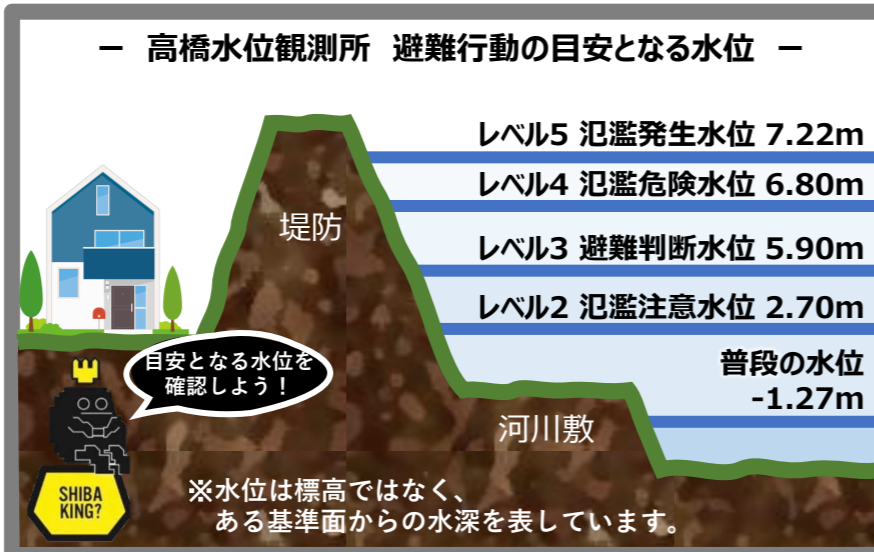 － 高橋水位観測所 避難行動の目安となる水位 －
レベル5 氾濫発生水位 7.22m
レベル4 氾濫危険水位 6.80m
堤防
レベル3 避難判断水位 5.90m
レベル2 氾濫注意水位 2.70m
目安となる水位を
確認しよう！
普段の水位
-1.27m
河川敷
SHIBA
KING?
※水位は標高ではなく、
ある基準面からの水深を表しています。